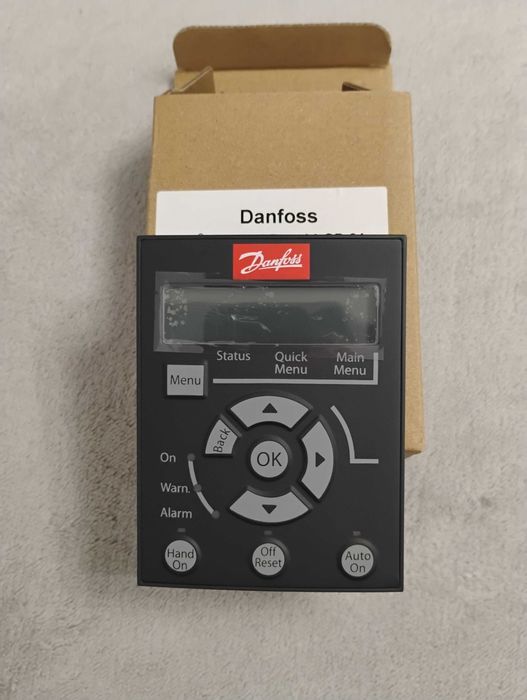 Danfoss
Danfoss
Status
Quick
Menu
Main
Menu
Menu
Back
OK
On
Warn.
Alarm
Hand
On
Off
Reset
Auto
On